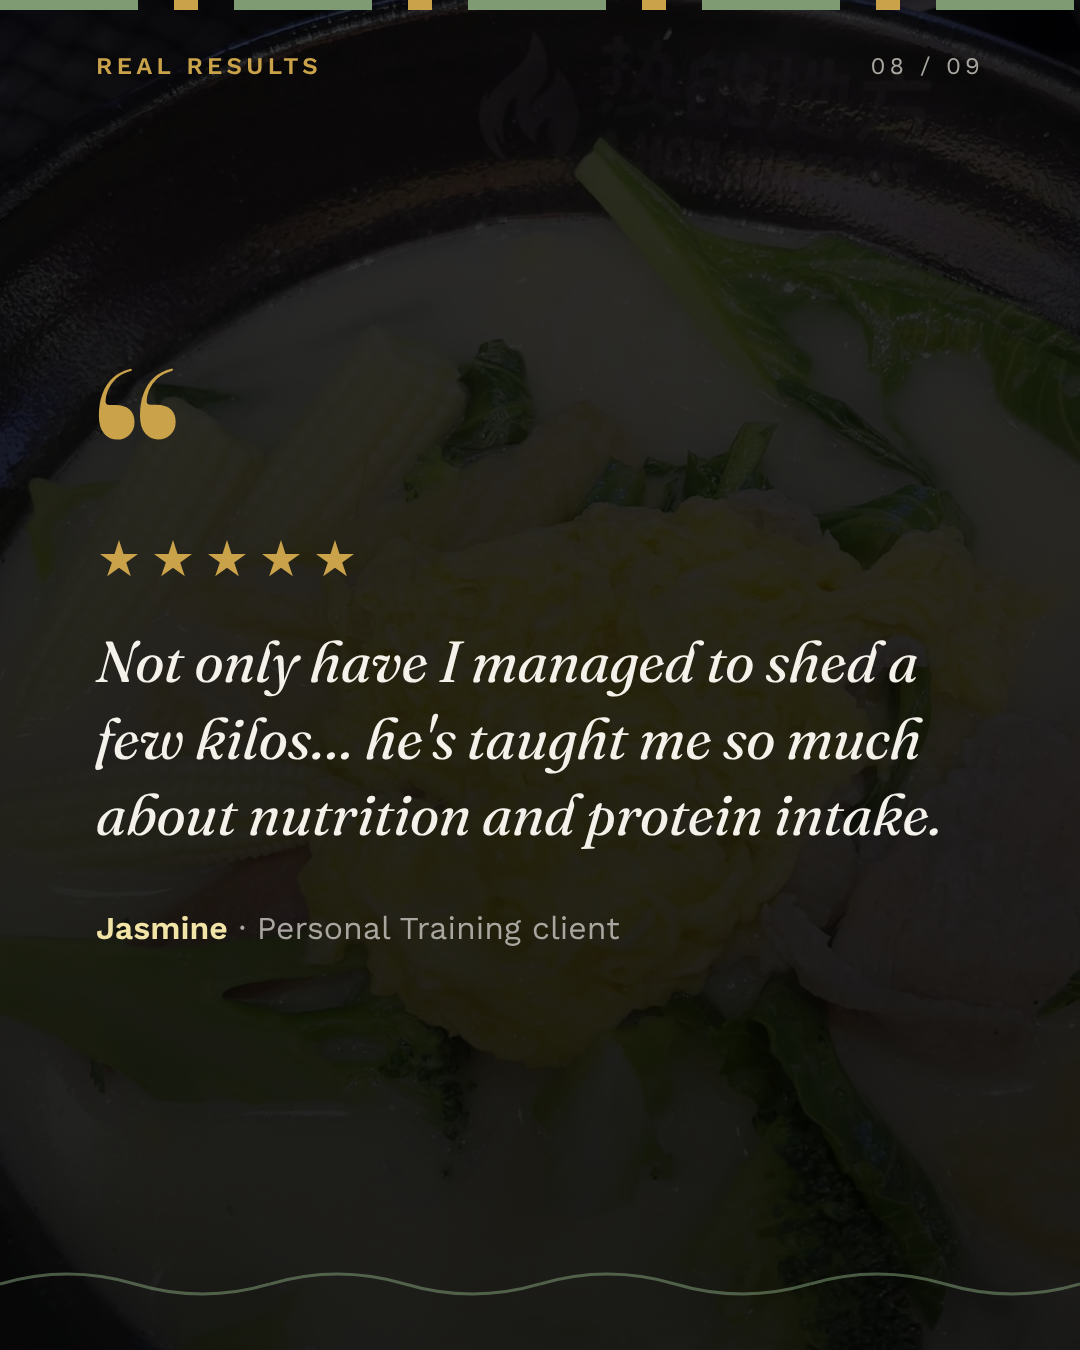 REAL RESULTS
08 / 09
“
★★★★★
Not only have I managed to shed a
few kilos... he's taught me so much
about nutrition and protein intake.
Jasmine · Personal Training client